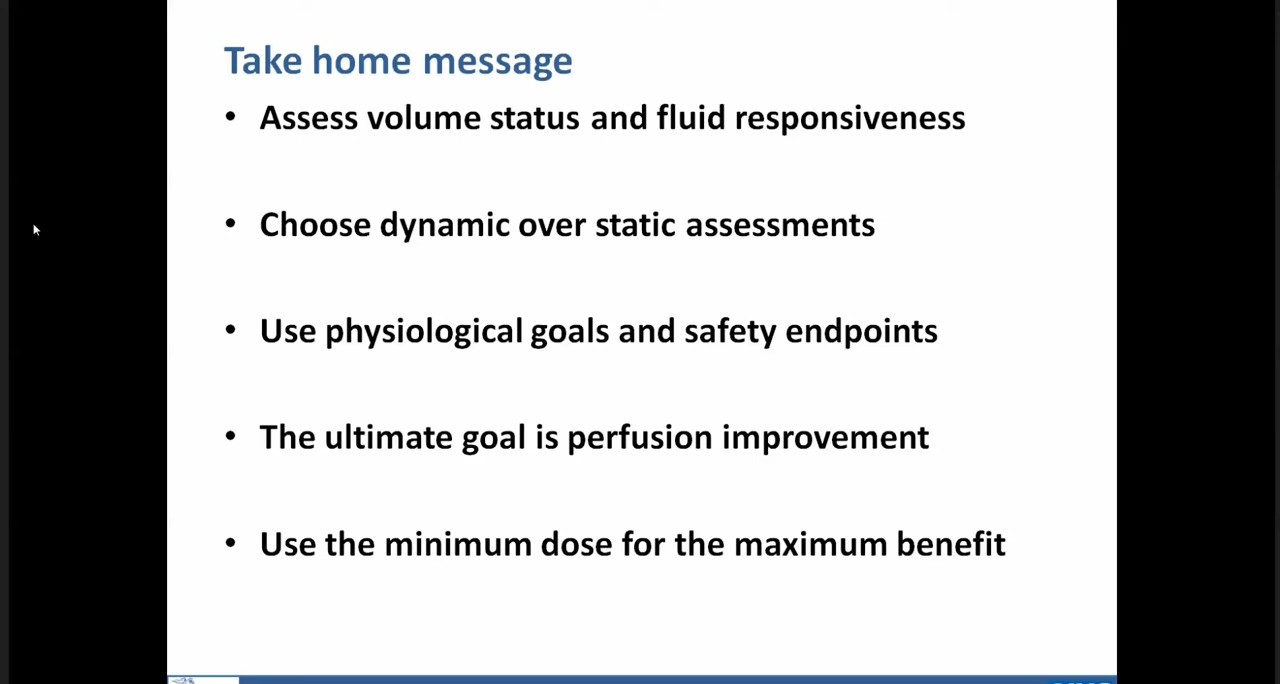 Take home message
• Assess volume status and fluid responsiveness
• Choose dynamic over static assessments
• Use physiological goals and safety endpoints
• The ultimate goal is perfusion improvement
• Use the minimum dose for the maximum benefit